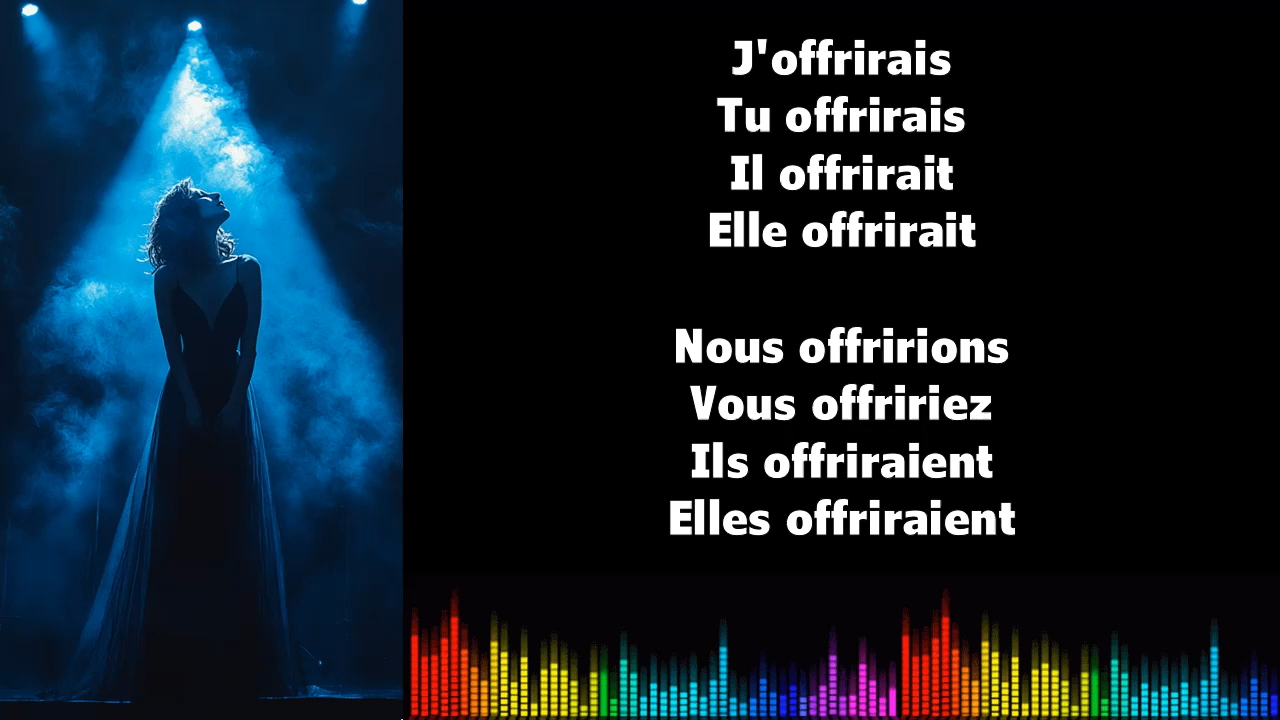 J'offrirais
Tu offrirais
Il offrirait
Elle offrirait
Nous offririons
Vous offririez
Ils offriraient
Elles offriraient